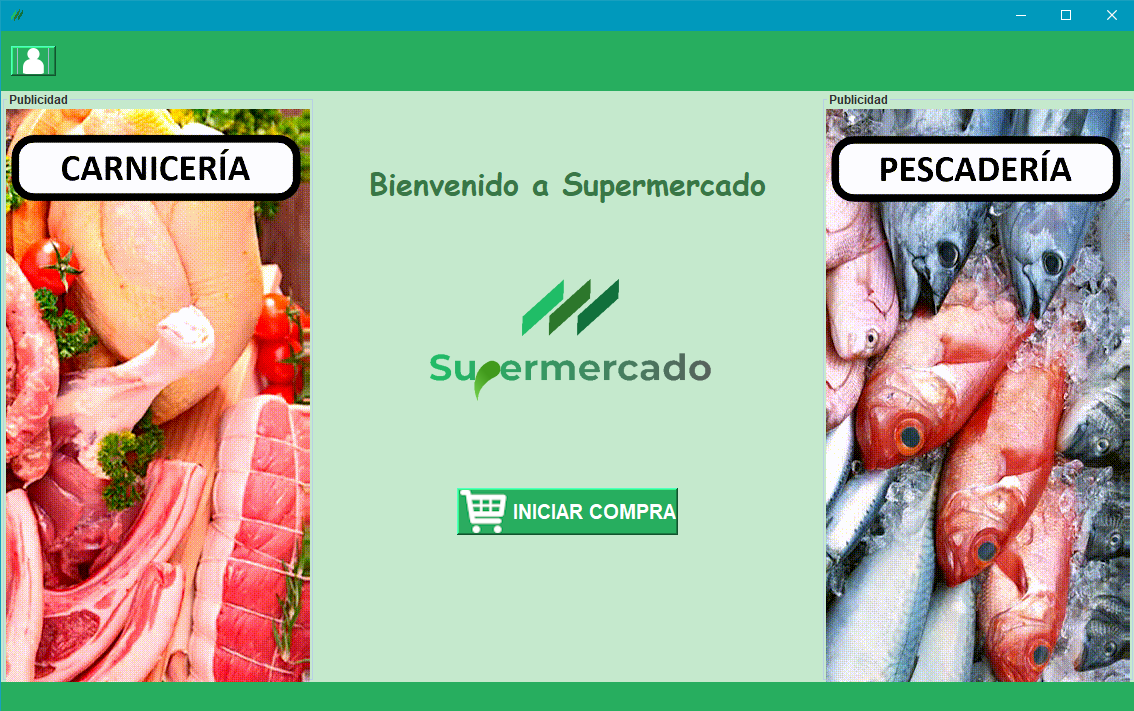 Publicidad
CARNICERÍA
Bienvenido a Supermercado
Supermercado
INICIAR COMPRA
Publicidad
PESCADERÍA